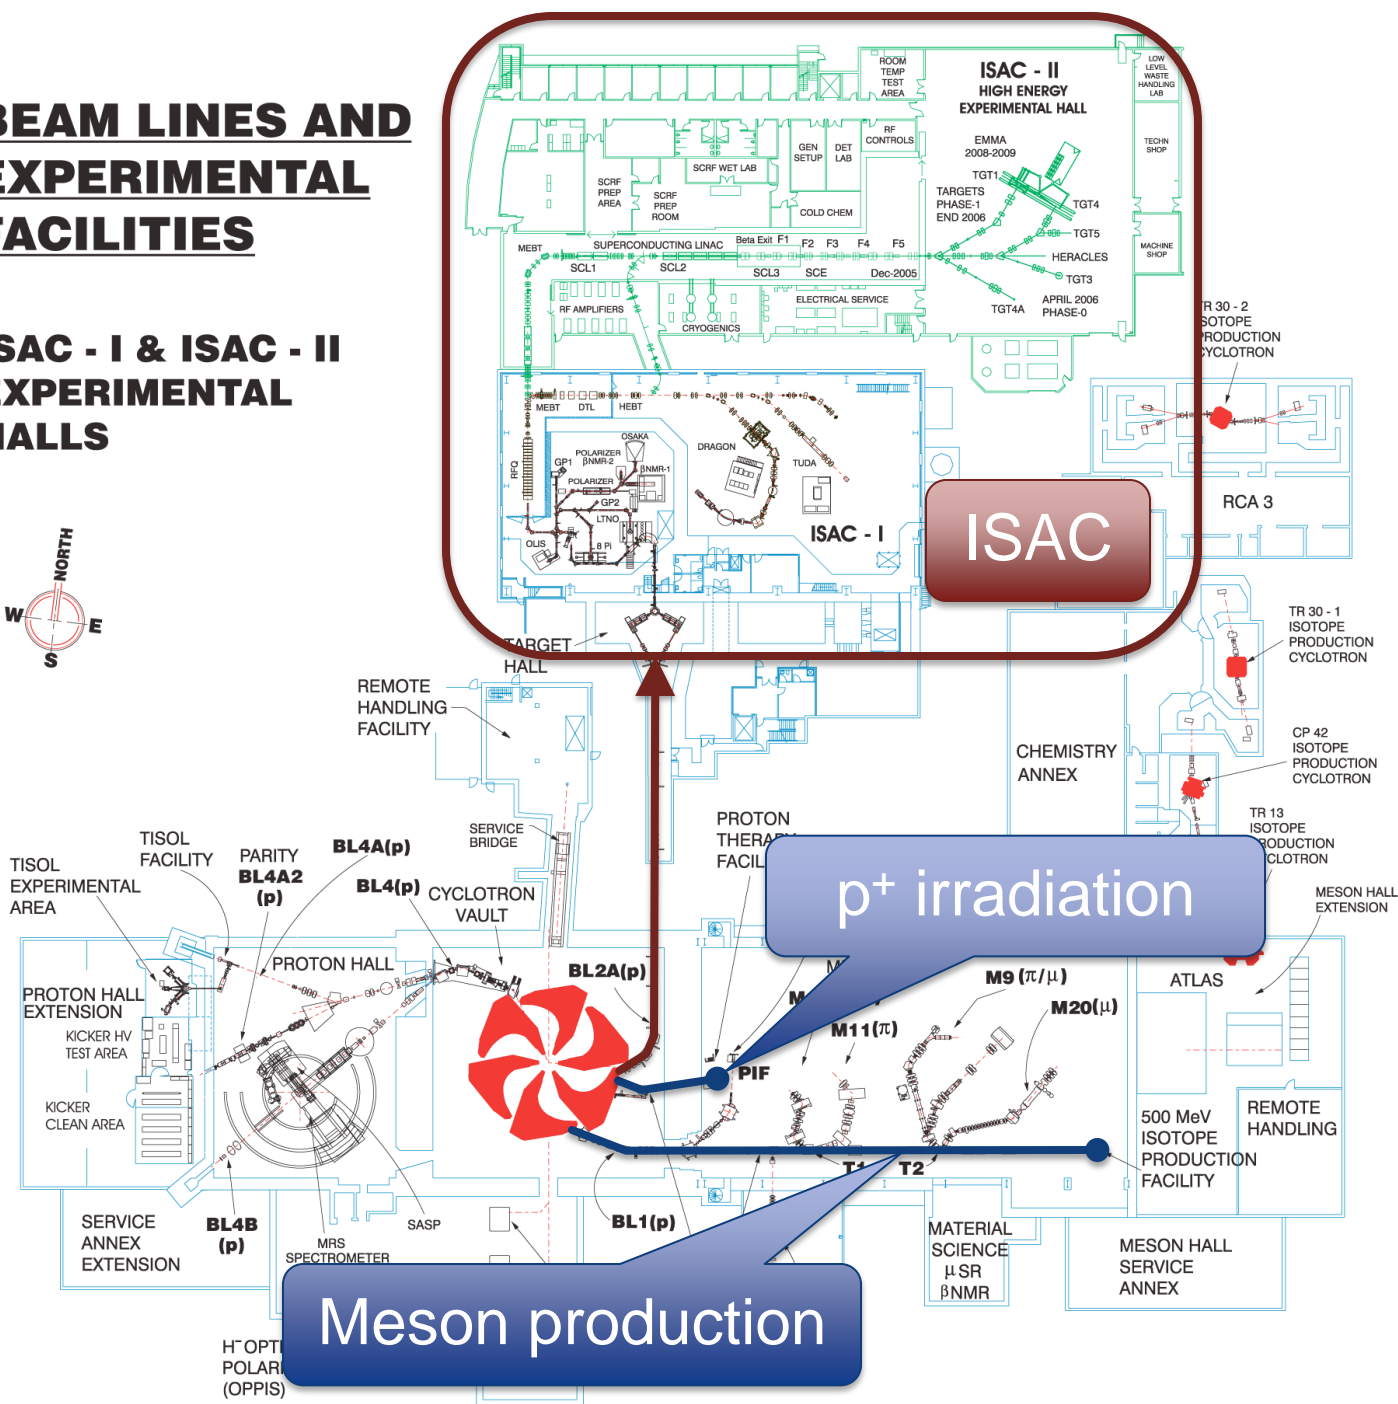 BEAM LINES AND
EXPERIMENTAL
FACILITIES
ISAC - I & ISAC - II
EXPERIMENTAL
HALLS
NORTH
W
E
S
ROOM
TEMP
TEST
AREA
ISAC - II
HIGH ENERGY
EXPERIMENTAL HALL
LOW
LEVEL
WASTE
HANDLING
LAB
RF
CONTROLS
GEN
SETUP
DET
LAB
EMMA
2008-2009
TECHN
SHOP
SCRF WET LAB
SCRF
PREP
AREA
SCRF
PREP
ROOM
COLD CHEM
TGT1
TARGETS
PHASE-1
END 2006
TGT4
TGT5
MACHINE
SHOP
MEBT
SUPERCONDUCTING LINAC
Beta Exit
F1
F2
F3
F4
F5
HERACLES
SCL1
SCL2
SCL3
SCE
Dec-2005
TGT3
RF AMPLIFIERS
CRYOGENICS
ELECTRICAL SERVICE
TGT4A
APRIL 2006
PHASE-0
TR 30 - 2
ISOTOPE
PRODUCTION
CYCLOTRON
MEBT
DTL
HEBT
OSAKA
POLARIZER
βNMR-2
GP1
βNMR-1
POLARIZER
GP2
RFQ
LTNO
OLIS
8 Pi
DRAGON
TUDA
ISAC - I
ISAC
RCA 3
TARGET
HALL
TR 30 - 1
ISOTOPE
PRODUCTION
CYCLOTRON
REMOTE
HANDLING
FACILITY
CHEMISTRY
ANNEX
CP 42
ISOTOPE
PRODUCTION
CYCLOTRON
SERVICE
BRIDGE
PROTON
THERAPY
FACIL
TR 13
ISOTOPE
PRODUCTION
CYCLOTRON
p⁺ irradiation
MESON HALL
EXTENSION
TISOL
EXPERIMENTAL
AREA
TISOL
FACILITY
PARITY
BL4A2
(p)
BL4A(p)
BL4(p)
CYCLOTRON
VAULT
PROTON HALL
PROTON HALL
EXTENSION
KICKER HV
TEST AREA
KICKER
CLEAN AREA
BL2A(p)
M9 (π/μ)
M20(μ)
M11(π)
ATLAS
PIF
500 MeV
ISOTOPE
PRODUCTION
FACILITY
REMOTE
HANDLING
T1
T2
BL1(p)
SERVICE
ANNEX
EXTENSION
BL4B
(p)
MRS
SPECTROMETER
SASP
MATERIAL
SCIENCE
μ SR
βNMR
MESON HALL
SERVICE
ANNEX
Meson production
H⁻ OPTI
POLARI
(OPPIS)